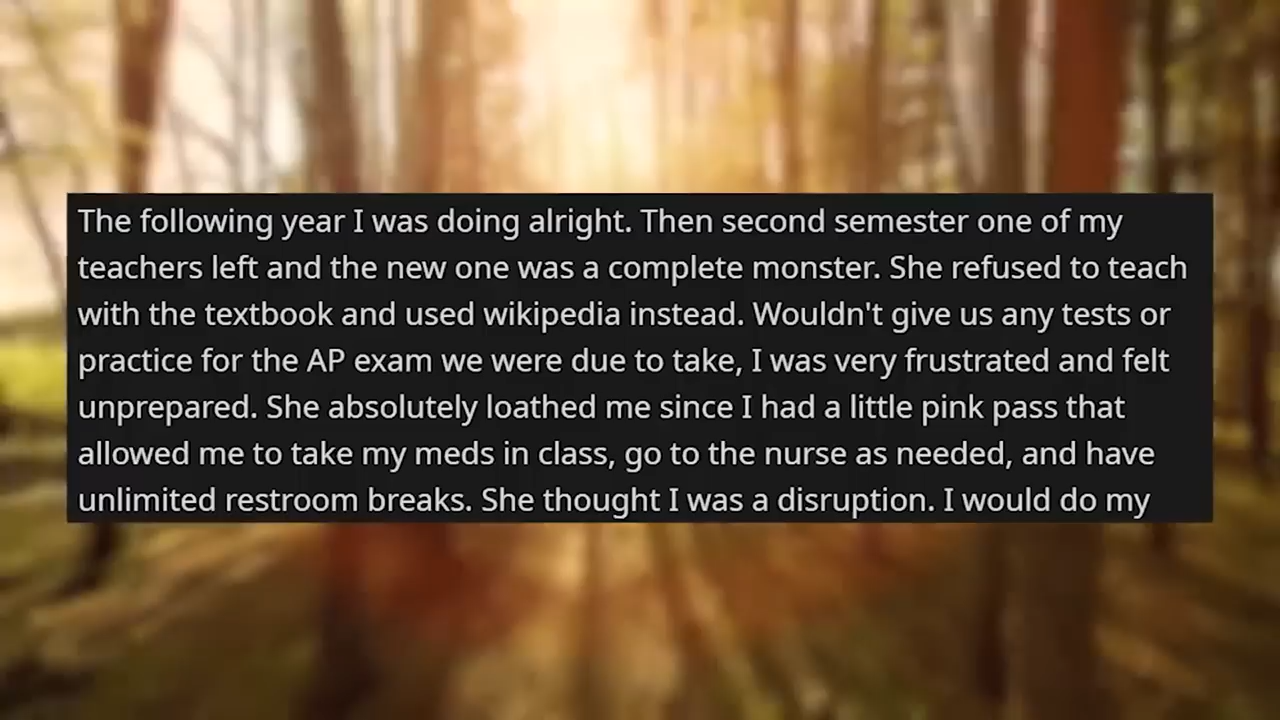 The following year I was doing alright. Then second semester one of my
teachers left and the new one was a complete monster. She refused to teach
with the textbook and used wikipedia instead. Wouldn't give us any tests or
practice for the AP exam we were due to take, I was very frustrated and felt
unprepared. She absolutely loathed me since I had a little pink pass that
allowed me to take my meds in class, go to the nurse as needed, and have
unlimited restroom breaks. She thought I was a disruption. I would do my